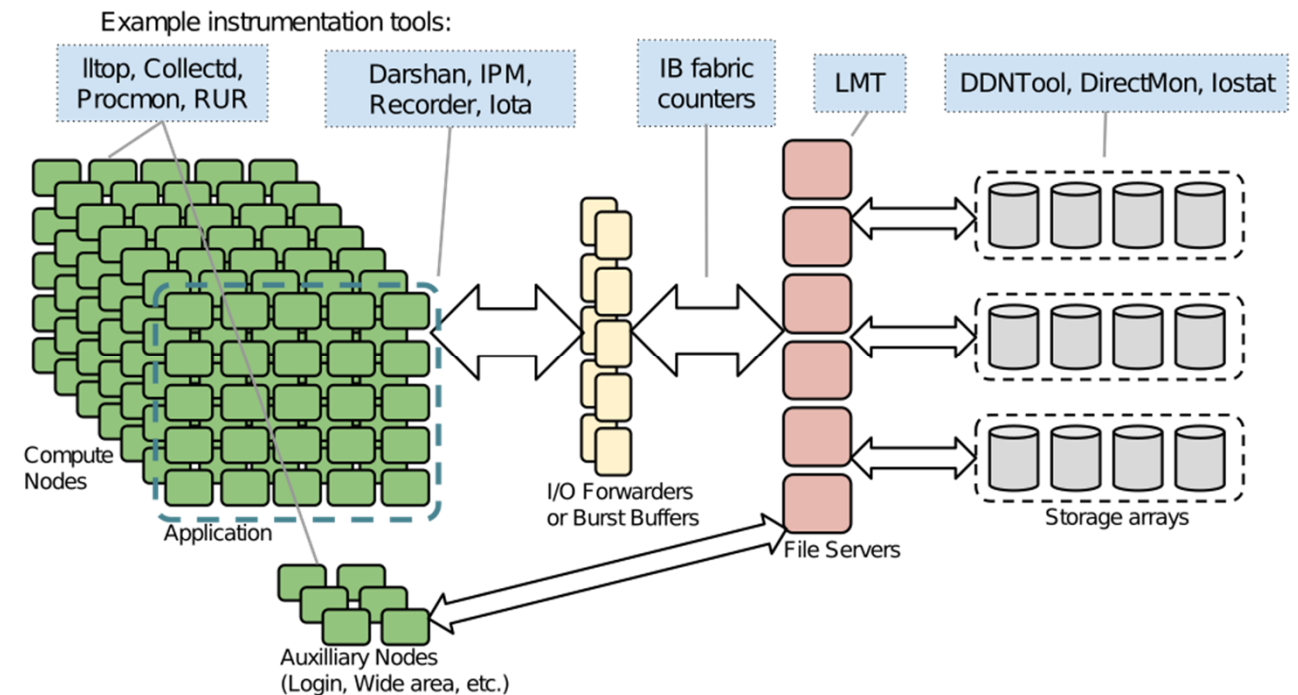 Example instrumentation tools:
lltop, Collectd,
Procmon, RUR
Darshan, IPM,
Recorder, Iota
IB fabric
counters
LMT
DDNTool, DirectMon, Iostat
Compute
Nodes
Application
I/O Forwarders
or Burst Buffers
File Servers
Storage arrays
Auxilliary Nodes
(Login, Wide area, etc.)